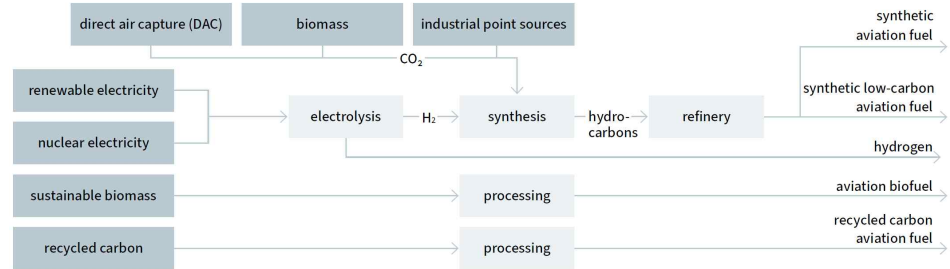 direct air capture (DAC)
biomass
industrial point sources
CO₂
renewable electricity
nuclear electricity
electrolysis
H₂
synthesis
hydro-
carbons
refinery
synthetic
aviation fuel
synthetic low-carbon
aviation fuel
hydrogen
sustainable biomass
processing
aviation biofuel
recycled carbon
processing
recycled carbon
aviation fuel